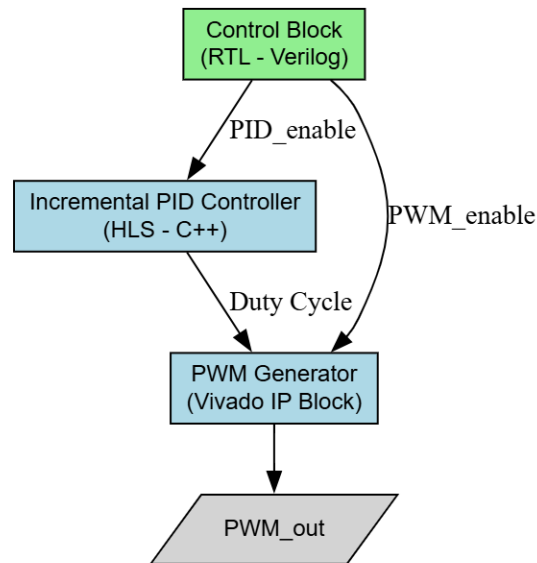 Control Block
(RTL - Verilog)
PID_enable
Incremental PID Controller
(HLS - C++)
PWM_enable
Duty Cycle
PWM Generator
(Vivado IP Block)
PWM_out